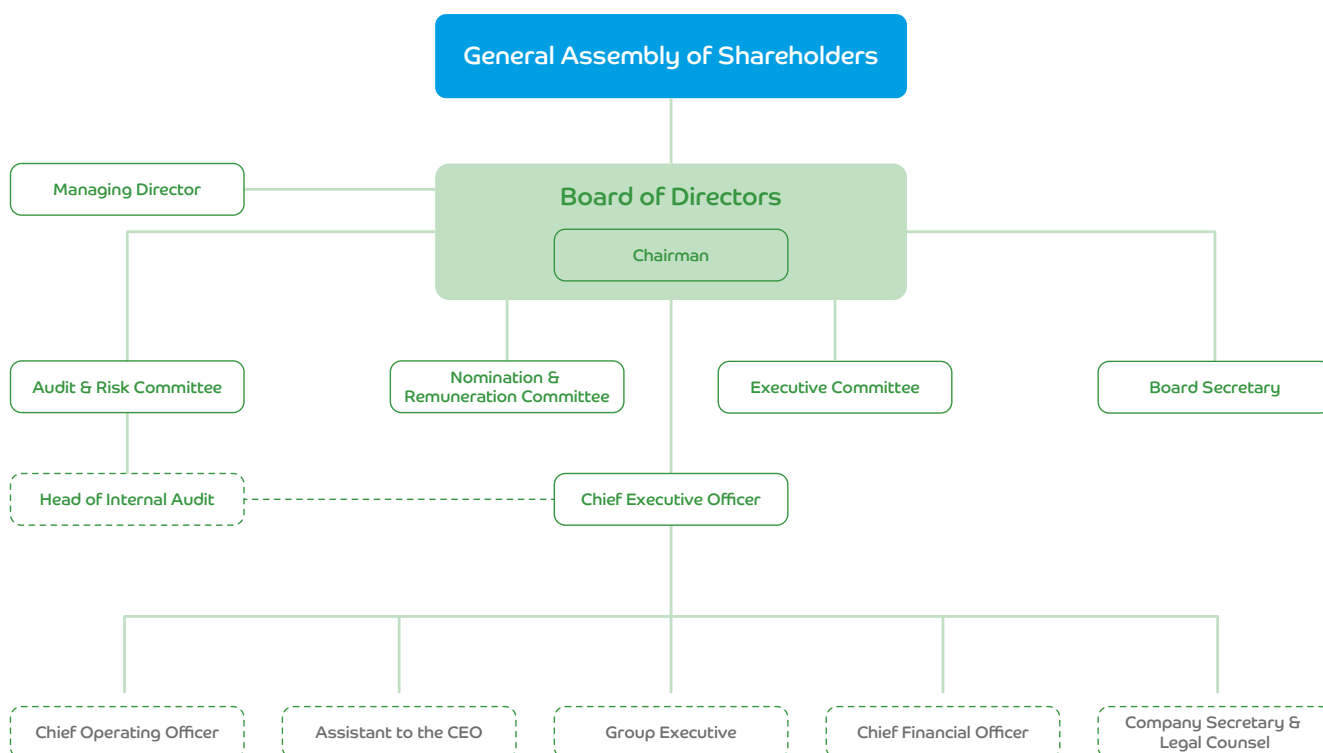 General Assembly of Shareholders
Managing Director
Board of Directors
Chairman
Audit & Risk Committee
Nomination &
Remuneration Committee
Executive Committee
Board Secretary
Head of Internal Audit
Chief Executive Officer
Chief Operating Officer
Assistant to the CEO
Group Executive
Chief Financial Officer
Company Secretary &
Legal Counsel